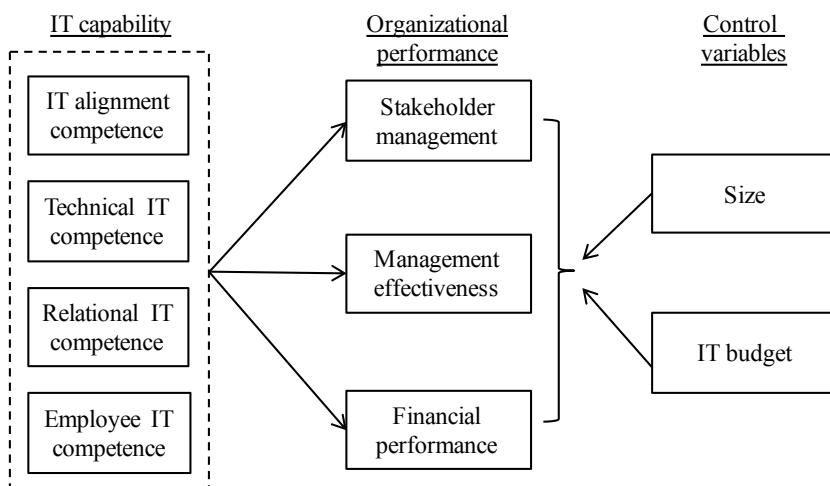 IT capability
IT alignment
competence
Technical IT
competence
Relational IT
competence
Employee IT
competence
Organizational
performance
Stakeholder
management
Management
effectiveness
Financial
performance
Control
variables
Size
IT budget